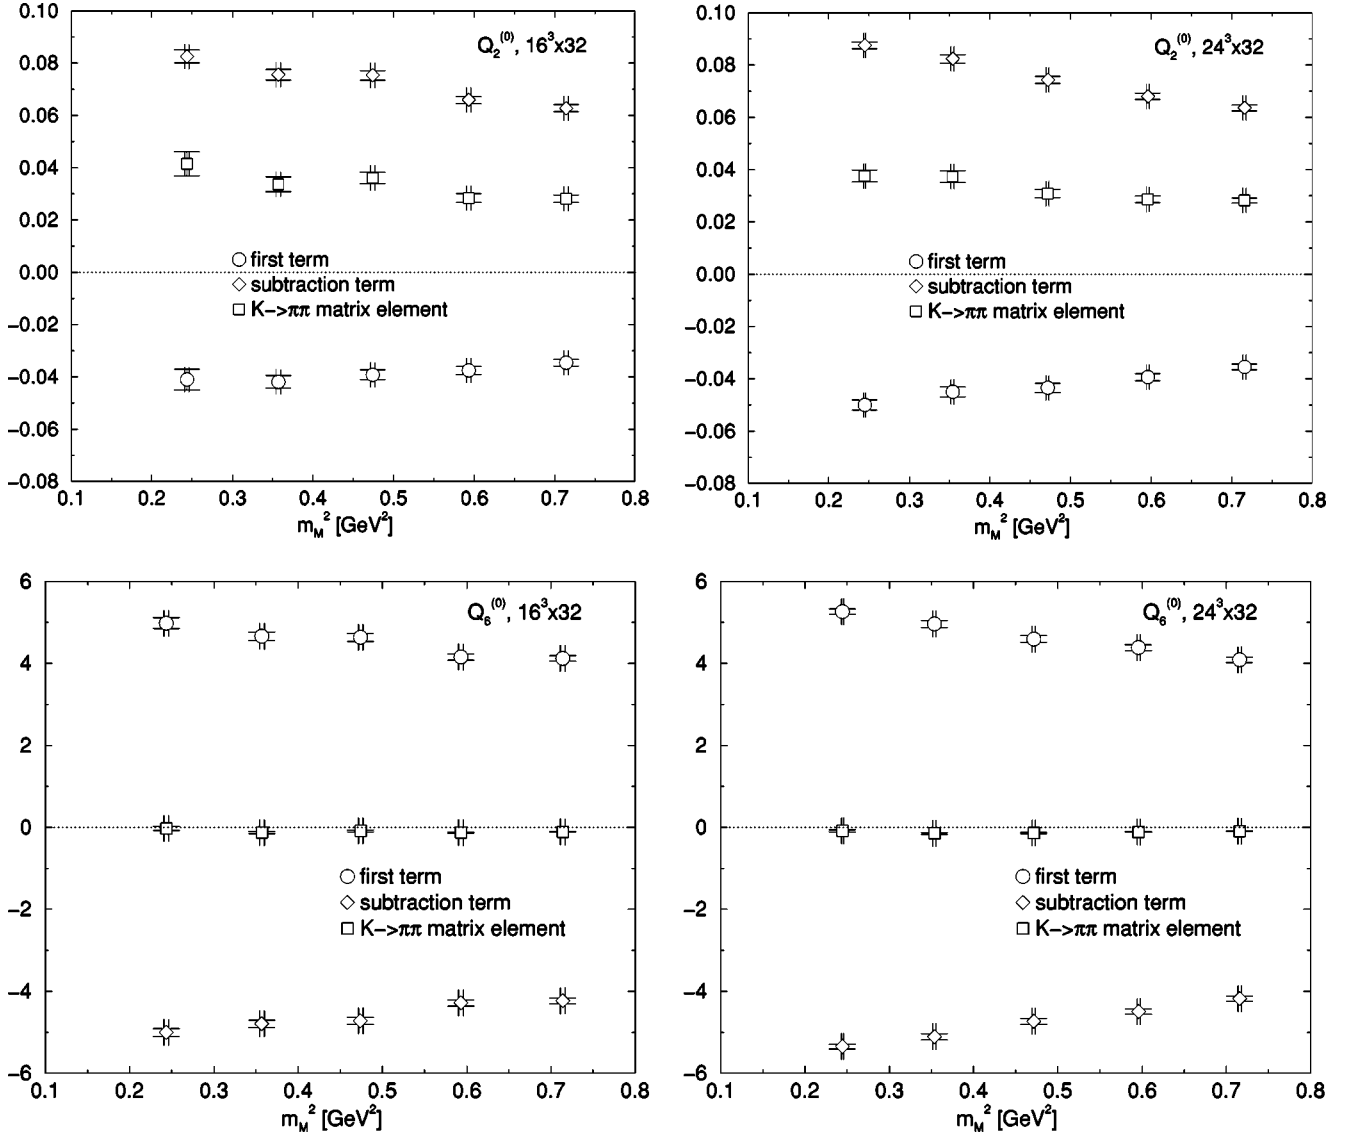 0.10
0.08
0.06
0.04
0.02
0.00
−0.02
−0.04
−0.06
−0.08
Q₂⁽⁰⁾, 16³x32
first term
subtraction term
K−>ππ matrix element
0.1 0.2 0.3 0.4 0.5 0.6 0.7 0.8
m_M² [GeV²]
0.10
0.08
0.06
0.04
0.02
0.00
−0.02
−0.04
−0.06
−0.08
Q₂⁽⁰⁾, 24³x32
first term
subtraction term
K−>ππ matrix element
0.1 0.2 0.3 0.4 0.5 0.6 0.7 0.8
m_M² [GeV²]
6
4
2
0
−2
−4
−6
Q₆⁽⁰⁾, 16³x32
first term
subtraction term
K−>ππ matrix element
0.1 0.2 0.3 0.4 0.5 0.6 0.7 0.8
m_M² [GeV²]
6
4
2
0
−2
−4
−6
Q₆⁽⁰⁾, 24³x32
first term
subtraction term
K−>ππ matrix element
0.1 0.2 0.3 0.4 0.5 0.6 0.7 0.8
m_M² [GeV²]